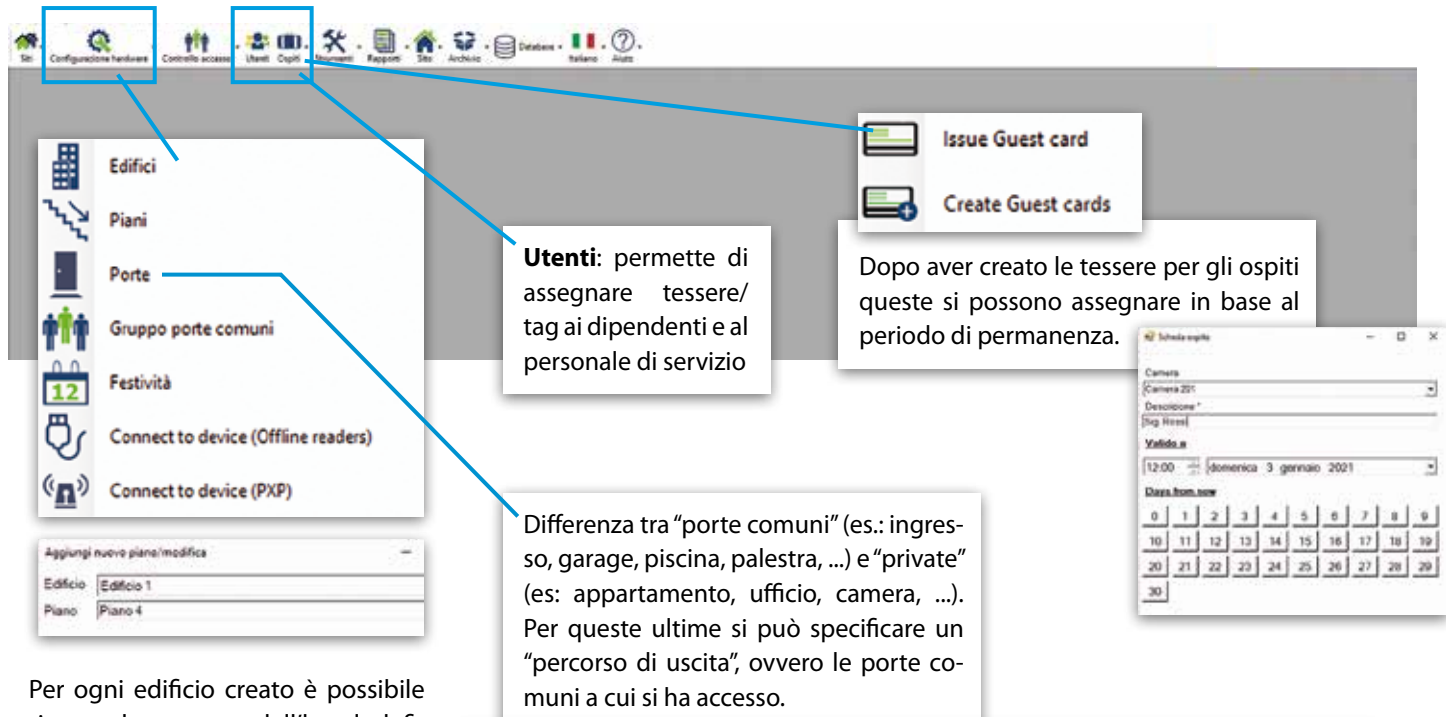 Siti Configurazione hardware Controllo accesso Utenti Ospiti Strumenti Rapporti Sito Archivio Database Italiano Aiuto
Edifici
Piani
Porte
Gruppo porte comuni
12 Festività
Connect to device (Offline readers)
Connect to device (PXP)
Issue Guest card
Create Guest cards
Utenti: permette di
assegnare tessere/
tag ai dipendenti e al
personale di servizio
Dopo aver creato le tessere per gli ospiti
queste si possono assegnare in base al
periodo di permanenza.
Scheda ospite
Camera
Camera 201
Descrizione *
Sig Rossi
Valido a
12:00 domenica 3 gennaio 2021
Days from now
0 1 2 3 4 5 6 7 8 9
10 11 12 13 14 15 16 17 18 19
20 21 22 23 24 25 26 27 28 29
30
Aggiungi nuovo piano/modifica
Edificio Edificio 1
Piano Piano 4
Differenza tra “porte comuni” (es.: ingres-
so, garage, piscina, palestra, ...) e “private”
(es: appartamento, ufficio, camera, ...).
Per queste ultime si può specificare un
“percorso di uscita”, ovvero le porte co-
muni a cui si ha accesso.
Per ogni edificio creato è possibile